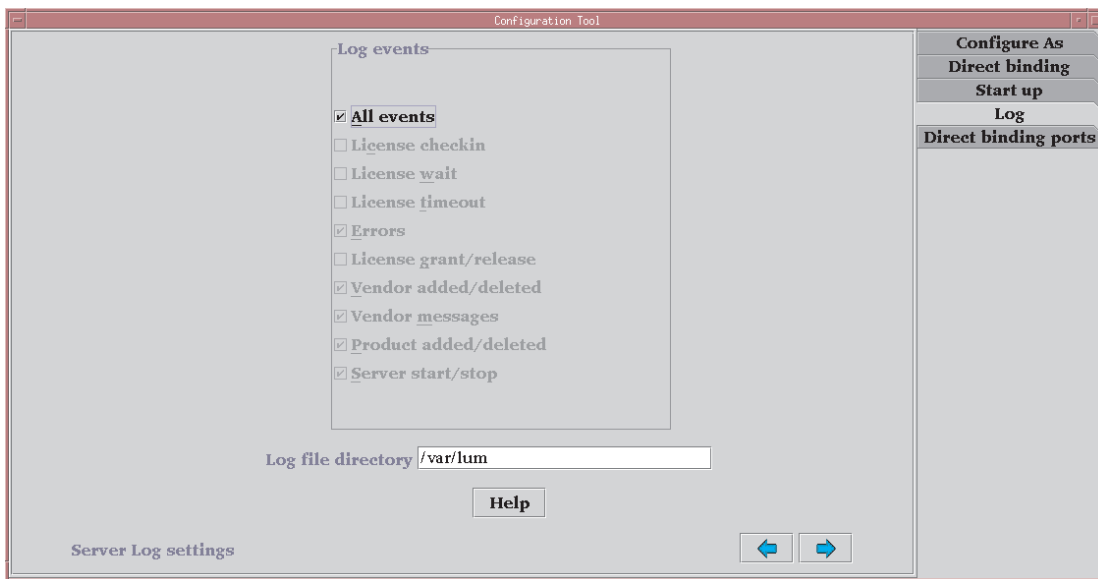 Configuration Tool
Log events
All events
License checkin
License wait
License timeout
Errors
License grant/release
Vendor added/deleted
Vendor messages
Product added/deleted
Server start/stop
Log file directory /var/lum
Help
Server Log settings
Configure As
Direct binding
Start up
Log
Direct binding ports